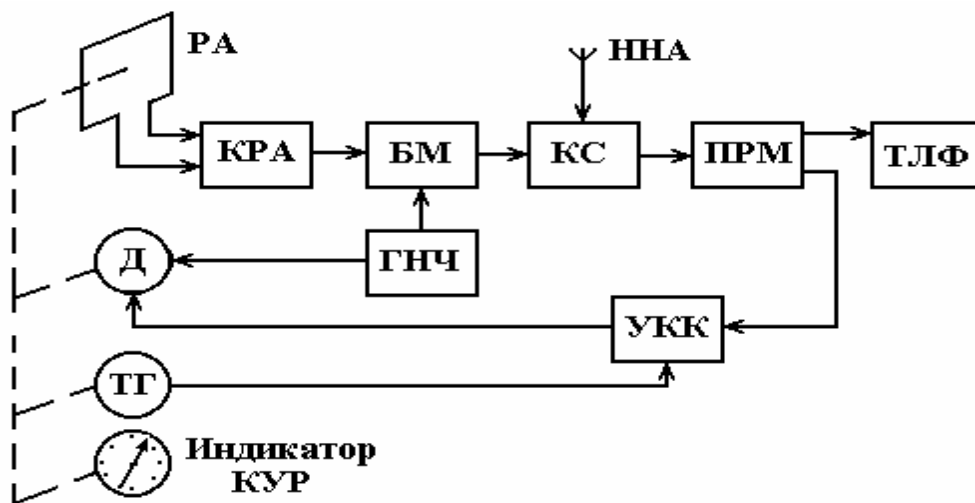 РА
ННА
КРА
БМ
КС
ПРМ
ТЛФ
Д
ГНЧ
УКК
ТГ
Индикатор
КУР